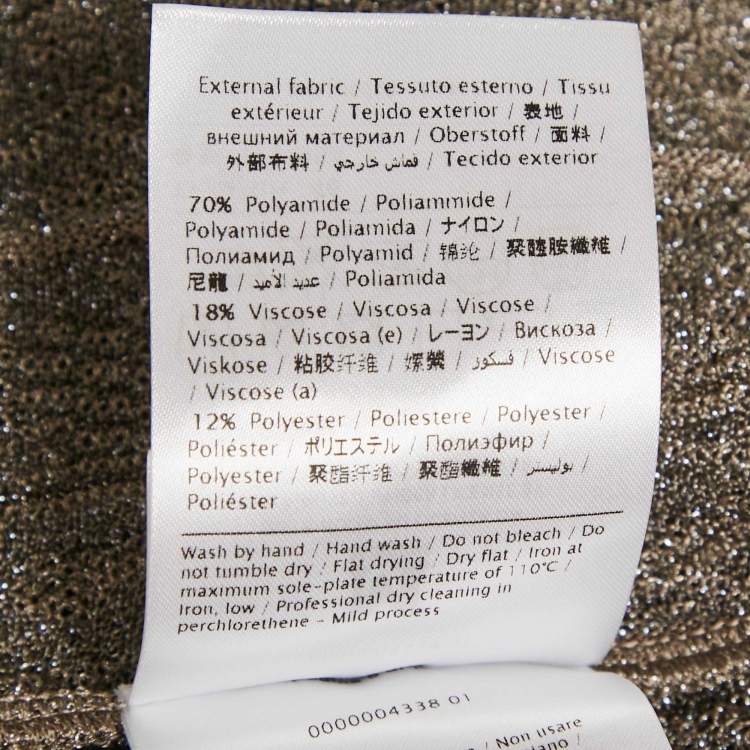 External fabric / Tessuto esterno / Tissu
extérieur / Tejido exterior / 表地 /
внешний материал / Oberstoff / 面料 /
外部布料 / قماش خارجي / Tecido exterior
70% Polyamide / Poliammide /
Polyamide / Poliamida / ナイロン /
Полиамид / Polyamid / 锦纶 / 聚醯胺纖維 /
尼龍 / عديد الأميد / Poliamida
18% Viscose / Viscosa / Viscose /
Viscosa / Viscosa (e) / レーヨン / Вискоза /
Viskose / 粘胶纤维 / 嫘縈 / فسكوز / Viscose
/ Viscose (a)
12% Polyester / Poliestere / Polyester /
Poliéster / ポリエステル / Полиэфир /
Polyester / 聚酯纤维 / 聚酯纖維 / بوليستر /
Poliéster
Wash by hand / Hand wash / Do not bleach / Do
not tumble dry / Flat drying / Dry flat / Iron at
maximum sole-plate temperature of 110°C /
Iron, low / Professional dry cleaning in
perchlorethene - Mild process
0000004338 01
/ Non usare